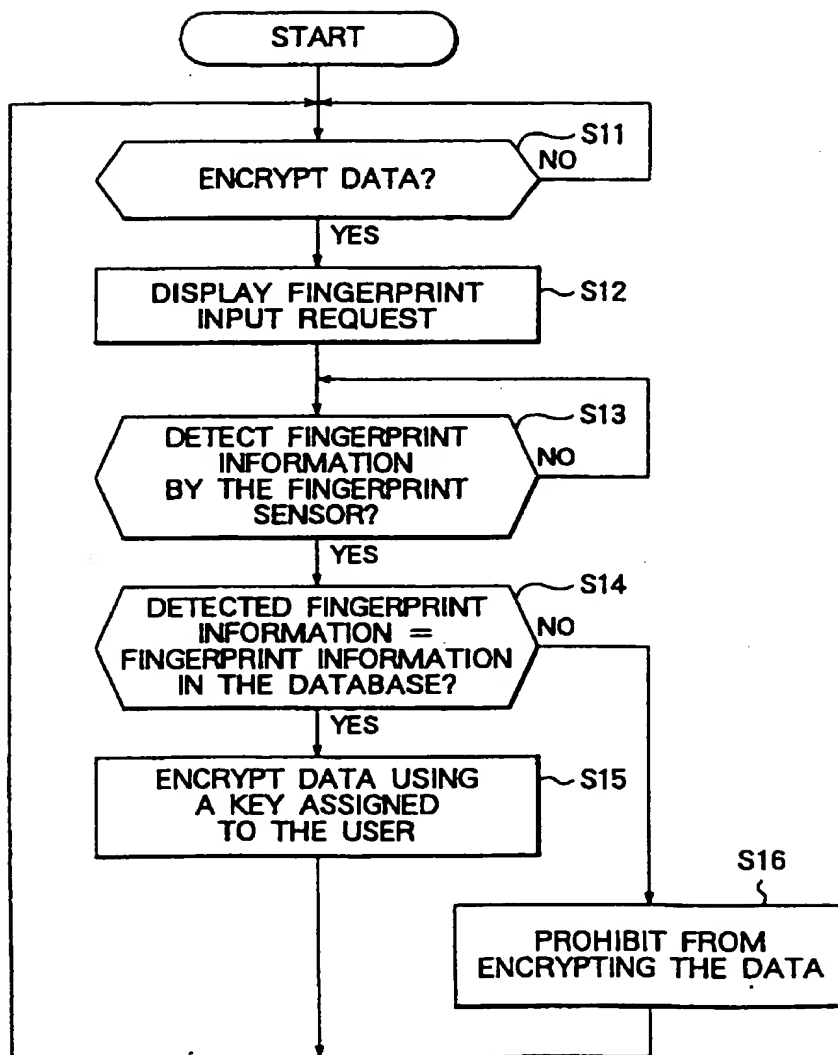 START
S11
ENCRYPT DATA?
NO
YES
DISPLAY FINGERPRINT
INPUT REQUEST
S12
S13
DETECT FINGERPRINT
INFORMATION
BY THE FINGERPRINT
SENSOR?
NO
YES
S14
DETECTED FINGERPRINT
INFORMATION =
FINGERPRINT INFORMATION
IN THE DATABASE?
NO
YES
ENCRYPT DATA USING
A KEY ASSIGNED
TO THE USER
S15
S16
PROHIBIT FROM
ENCRYPTING THE DATA